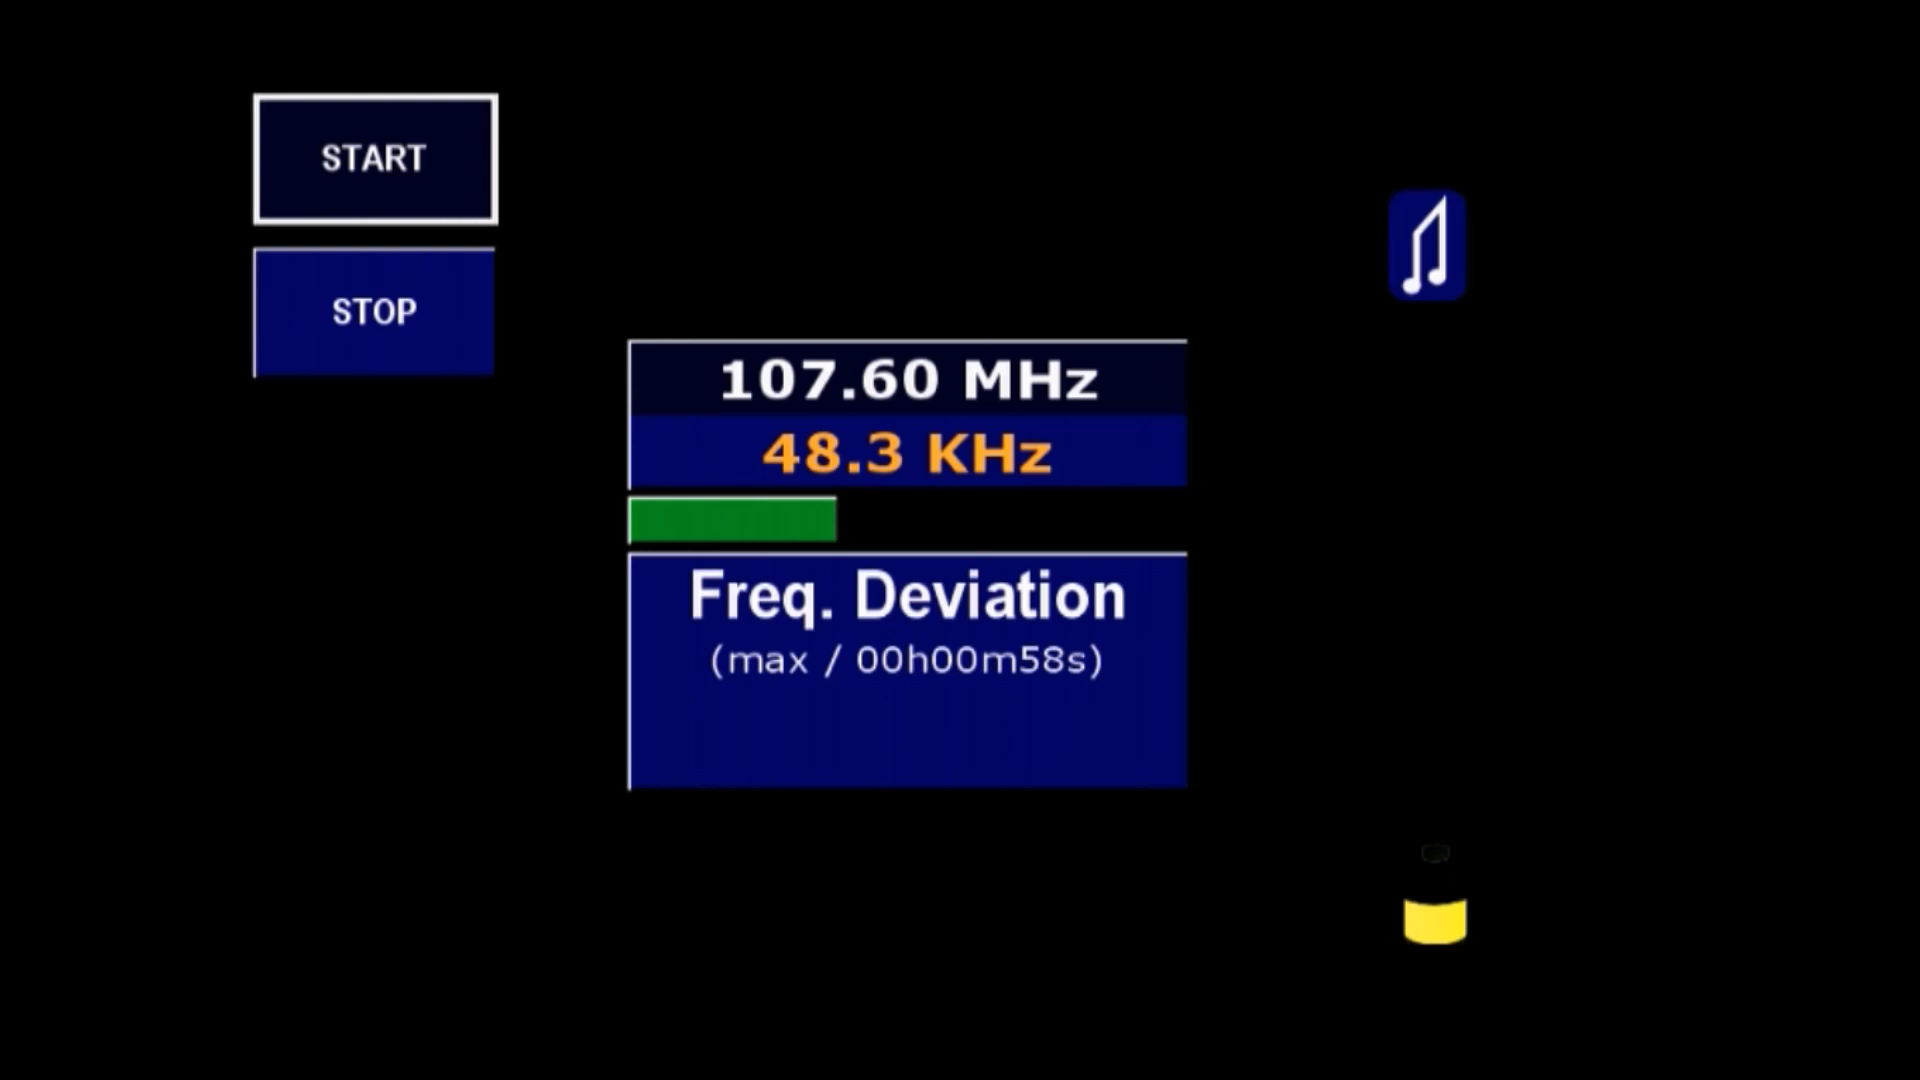 START
STOP
107.60 MHz
48.3 KHz
Freq. Deviation
(max / 00h00m58s)